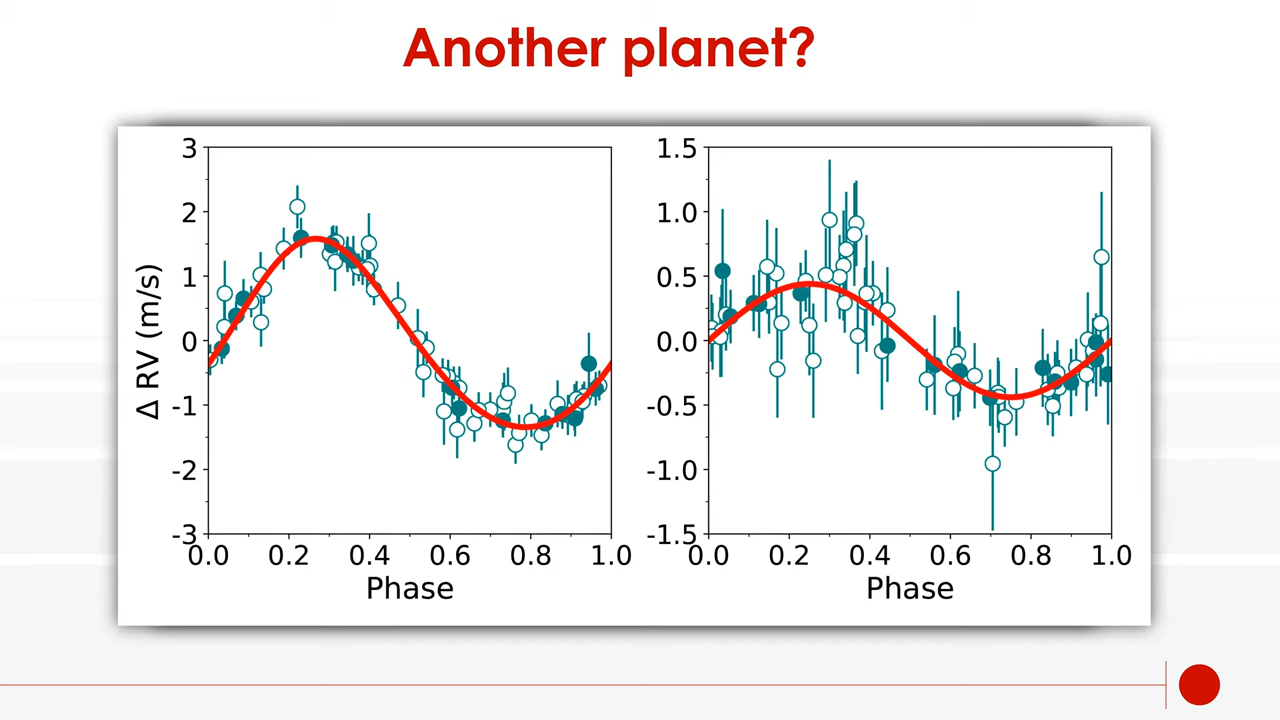 Another planet?
Δ RV (m/s)
3
2
1
0
-1
-2
-3
0.0 0.2 0.4 0.6 0.8 1.0
Phase
1.5
1.0
0.5
0.0
-0.5
-1.0
-1.5
0.0 0.2 0.4 0.6 0.8 1.0
Phase